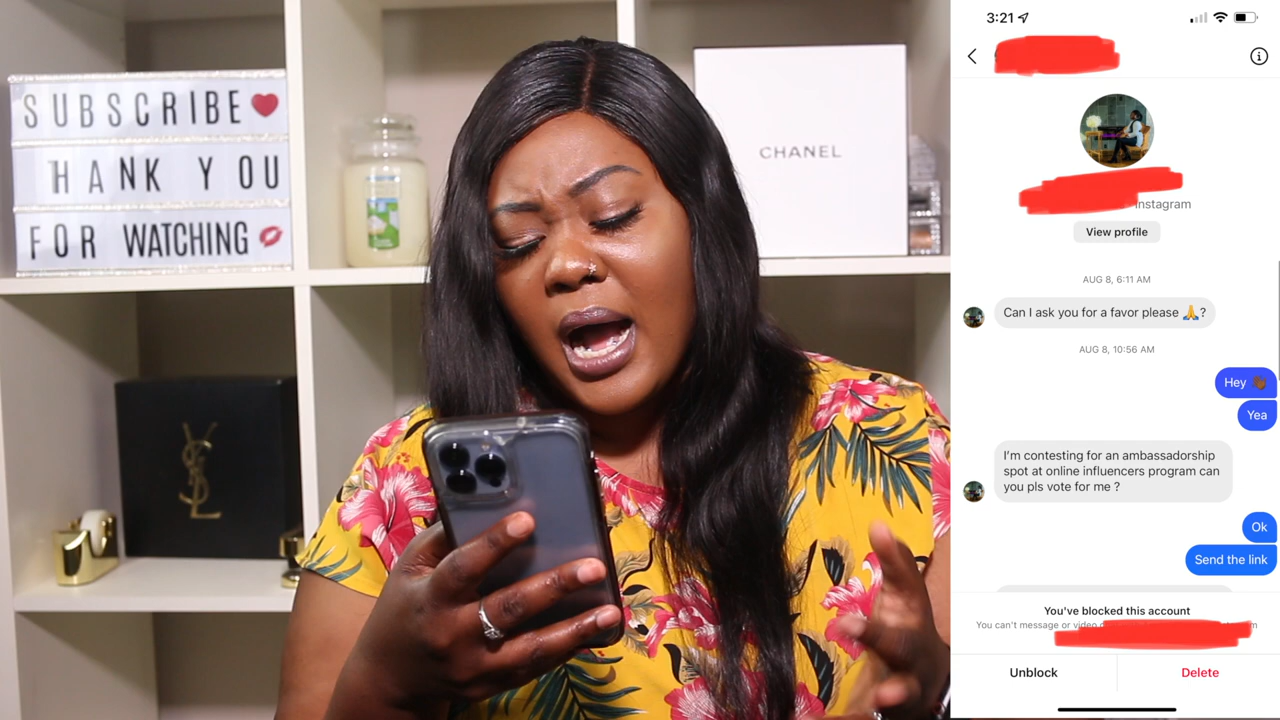 SUBSCRIBE❤️
THANK YOU
FOR WATCHING 💋
CHANEL
YSL
3:21
Instagram
View profile
AUG 8, 6:11 AM
Can I ask you for a favor please 🙏?
AUG 8, 10:56 AM
Hey 👋🏿
Yea
I'm contesting for an ambassadorship
spot at online influencers program can
you pls vote for me ?
Ok
Send the link
You've blocked this account
You can't message or video
Unblock
Delete